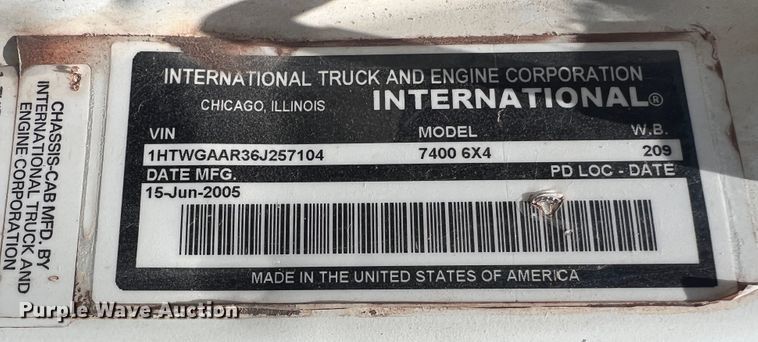 INTERNATIONAL TRUCK AND ENGINE CORPORATION
CHICAGO, ILLINOIS INTERNATIONAL®
VIN MODEL W.B.
1HTWGAAR36J257104 7400 6X4 209
DATE MFG. PD LOC - DATE
15-Jun-2005
MADE IN THE UNITED STATES OF AMERICA
CHASSIS-CAB MFD. BY
INTERNATIONAL TRUCK AND
ENGINE CORPORATION
Purple Wave Auction